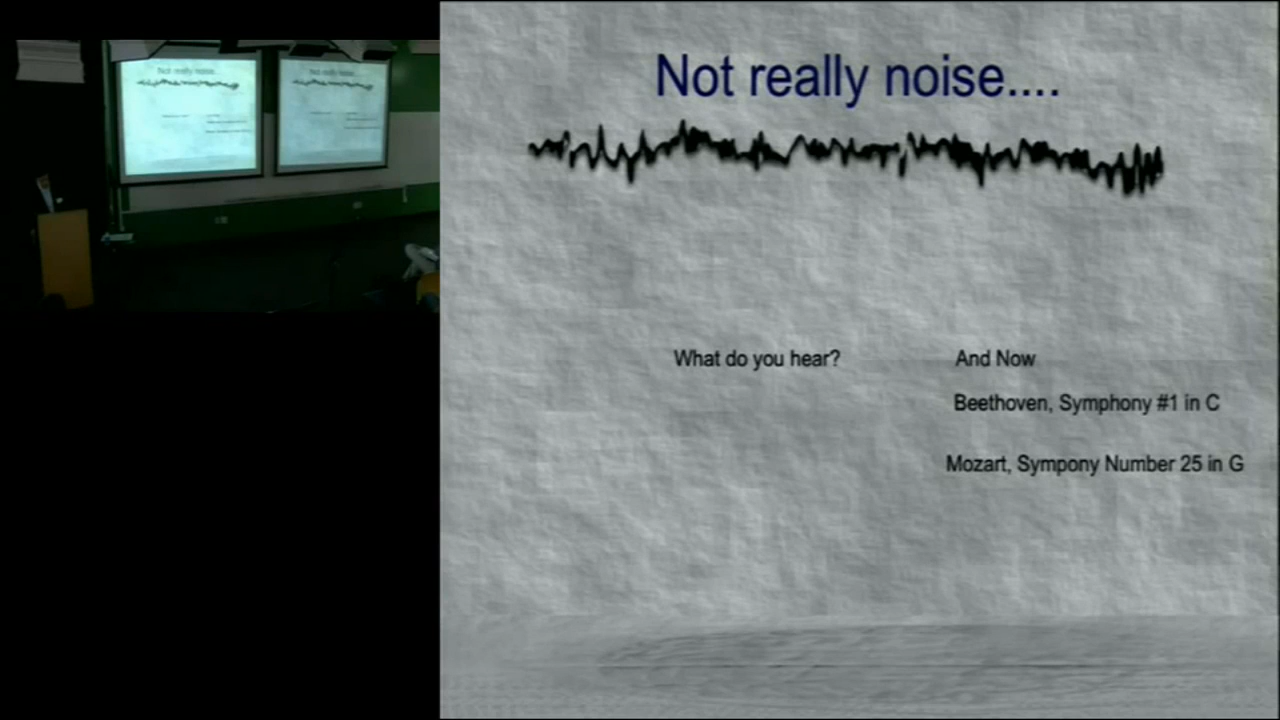 Not really noise....
What do you hear?
And Now
Beethoven, Symphony #1 in C
Mozart, Sympony Number 25 in G